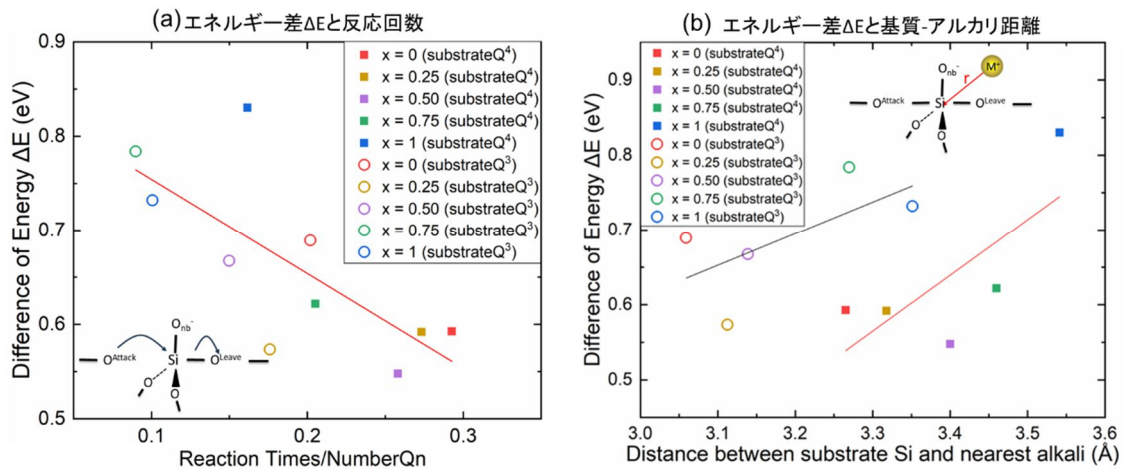 (a)エネルギー差ΔEと反応回数
Difference of Energy ΔE (eV)
0.9
0.8
0.7
0.6
0.5
0.1
0.2
0.3
Reaction Times/NumberQn
x = 0 (substrateQ⁴)
x = 0.25 (substrateQ⁴)
x = 0.50 (substrateQ⁴)
x = 0.75 (substrateQ⁴)
x = 1 (substrateQ⁴)
x = 0 (substrateQ³)
x = 0.25 (substrateQ³)
x = 0.50 (substrateQ³)
x = 0.75 (substrateQ³)
x = 1 (substrateQ³)
Onb⁻
OAttack Si OLeave
O
O
(b) エネルギー差ΔEと基質-アルカリ距離
Difference of Energy ΔE (eV)
0.9
0.8
0.7
0.6
0.5
3.0 3.1 3.2 3.3 3.4 3.5 3.6
Distance between substrate Si and nearest alkali (Å)
x = 0 (substrateQ⁴)
x = 0.25 (substrateQ⁴)
x = 0.50 (substrateQ⁴)
x = 0.75 (substrateQ⁴)
x = 1 (substrateQ⁴)
x = 0 (substrateQ³)
x = 0.25 (substrateQ³)
x = 0.50 (substrateQ³)
x = 0.75 (substrateQ³)
x = 1 (substrateQ³)
M⁺
Onb⁻ r
OAttack Si OLeave
O
O